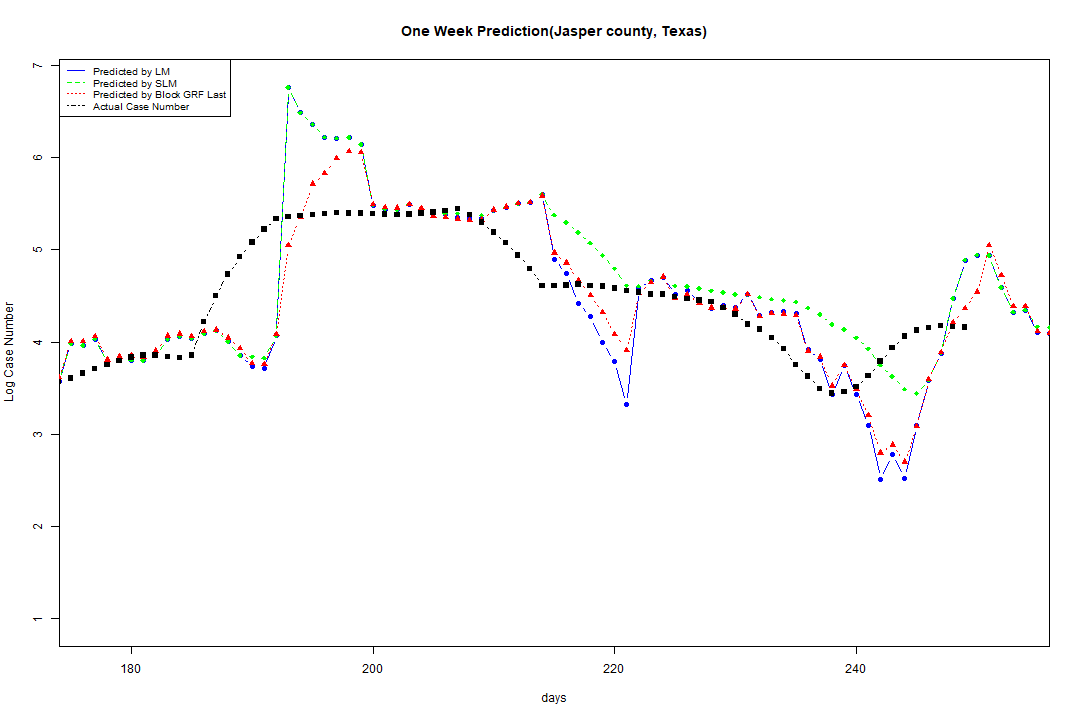 One Week Prediction(Jasper county, Texas)
7
6
5
4
3
2
1
Log Case Number
Predicted by LM
Predicted by SLM
Predicted by Block GRF Last
Actual Case Number
180 200 220 240
days